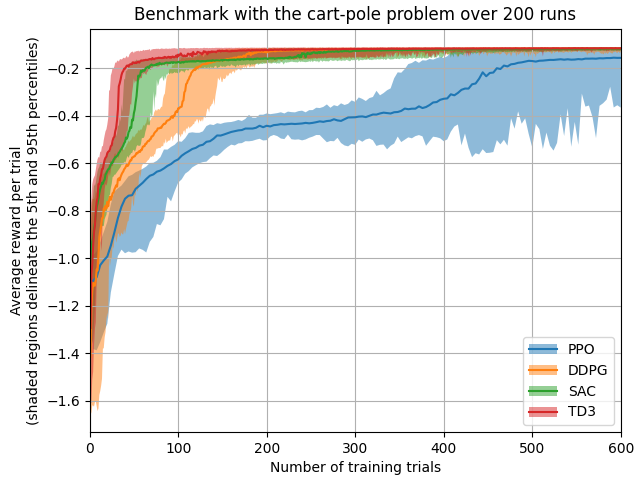 Benchmark with the cart-pole problem over 200 runs
Average reward per trial
(shaded regions delineate the 5th and 95th percentiles)
−0.2
−0.4
−0.6
−0.8
−1.0
−1.2
−1.4
−1.6
0
100
200
300
400
500
600
Number of training trials
PPO
DDPG
SAC
TD3